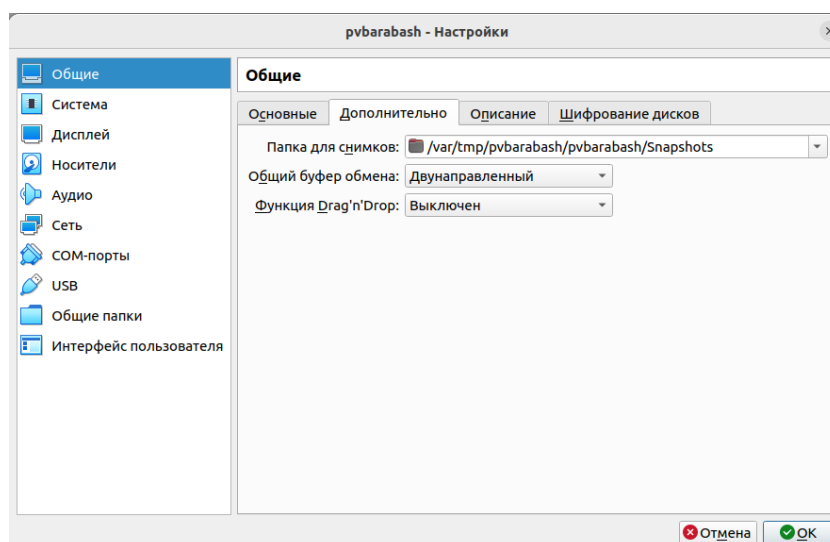 pvbarabash - Настройки
Общие
Система
Дисплей
Носители
Аудио
Сеть
COM-порты
USB
Общие папки
Интерфейс пользователя
Общие
Основные Дополнительно Описание Шифрование дисков
Папка для снимков: /var/tmp/pvbarabash/pvbarabash/Snapshots
Общий буфер обмена: Двунаправленный
Функция Drag'n'Drop: Выключен
Отмена OK